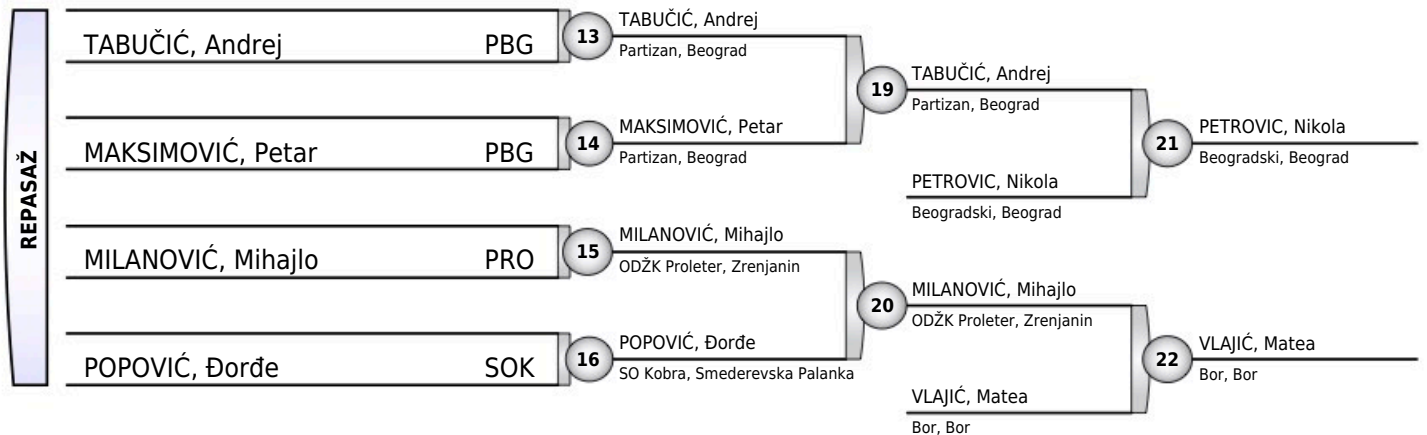 REPASAŽ
TABUČIĆ, Andrej PBG
MAKSIMOVIĆ, Petar PBG
MILANOVIĆ, Mihajlo PRO
POPOVIĆ, Đorđe SOK
13
TABUČIĆ, Andrej
Partizan, Beograd
14
MAKSIMOVIĆ, Petar
Partizan, Beograd
15
MILANOVIĆ, Mihajlo
ODŽK Proleter, Zrenjanin
16
POPOVIĆ, Đorđe
SO Kobra, Smederevska Palanka
19
TABUČIĆ, Andrej
Partizan, Beograd
PETROVIC, Nikola
Beogradski, Beograd
20
MILANOVIĆ, Mihajlo
ODŽK Proleter, Zrenjanin
VLAJIĆ, Matea
Bor, Bor
21
PETROVIC, Nikola
Beogradski, Beograd
22
VLAJIĆ, Matea
Bor, Bor